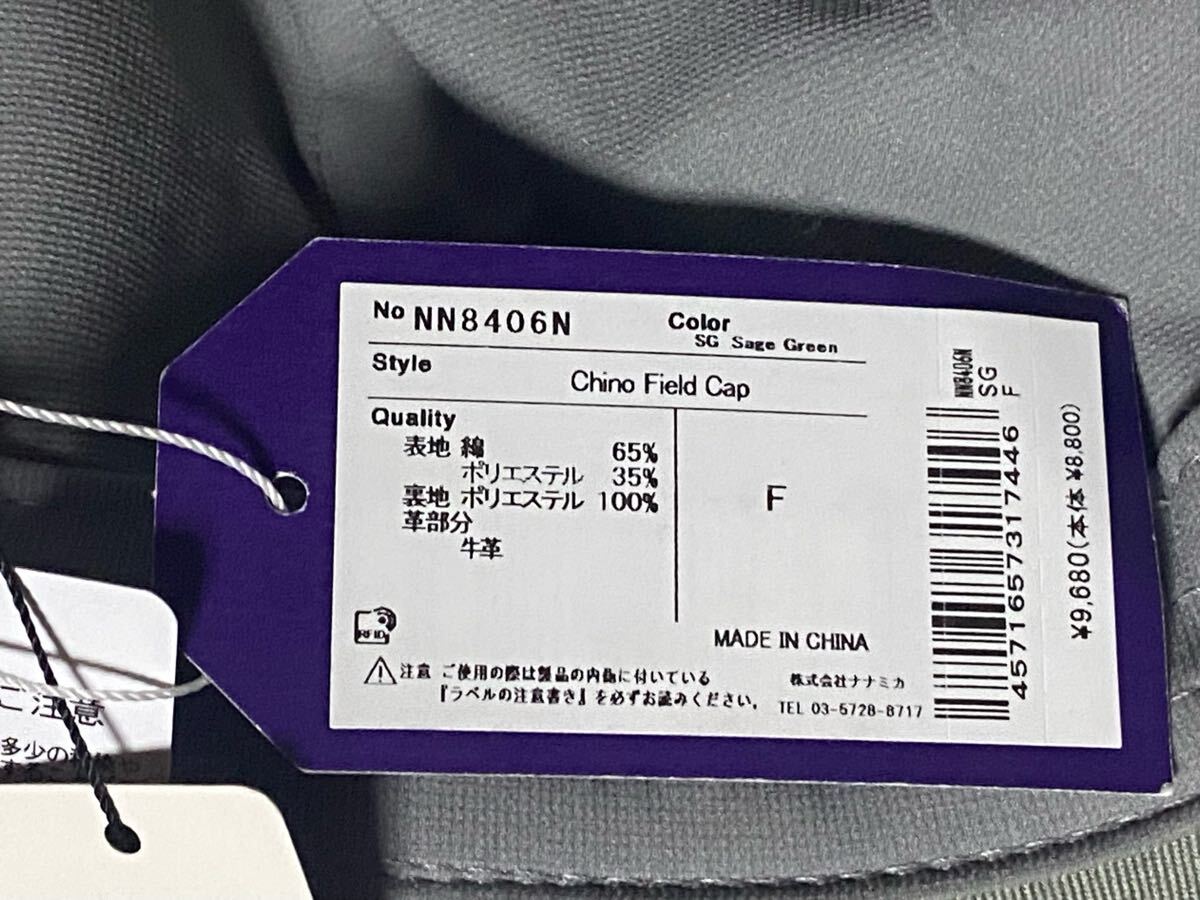 No NN8406N
Color
SG Sage Green
Style
Chino Field Cap
Quality
表地 綿 65%
ポリエステル 35%
裏地 ポリエステル 100%
革部分
牛革
F
MADE IN CHINA
RFID
注意 ご使用の際は製品の内側に付いている
『ラベルの注意書き』を必ずお読みください。
株式会社ナナミカ
TEL 03-5728-8717
NN8406N
SG
F
4571657317446
¥9,680(本体 ¥8,800)
ご注意
多少の